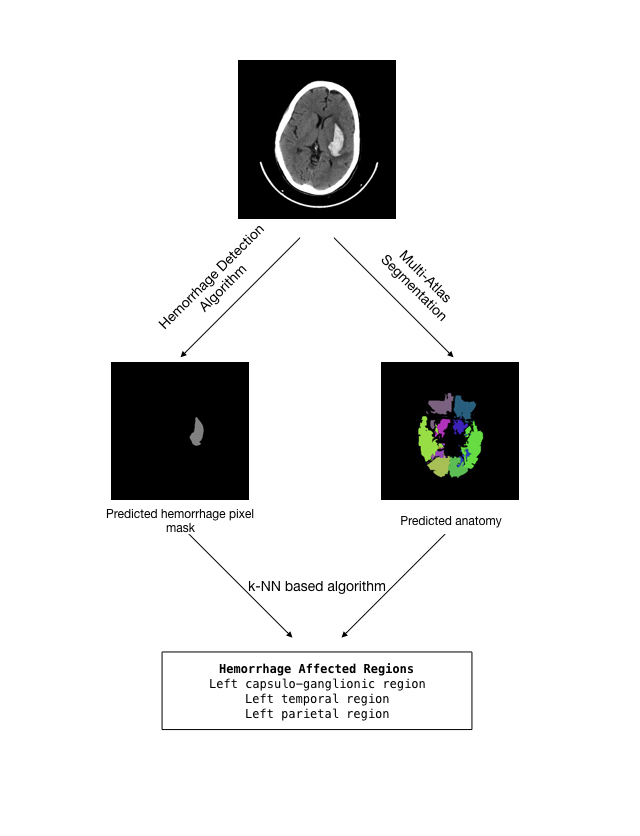 Hemorrhage Detection
Algorithm
Multi-Atlas
Segmentation
Predicted hemorrhage pixel
mask
Predicted anatomy
k-NN based algorithm
Hemorrhage Affected Regions
Left capsulo−ganglionic region
Left temporal region
Left parietal region